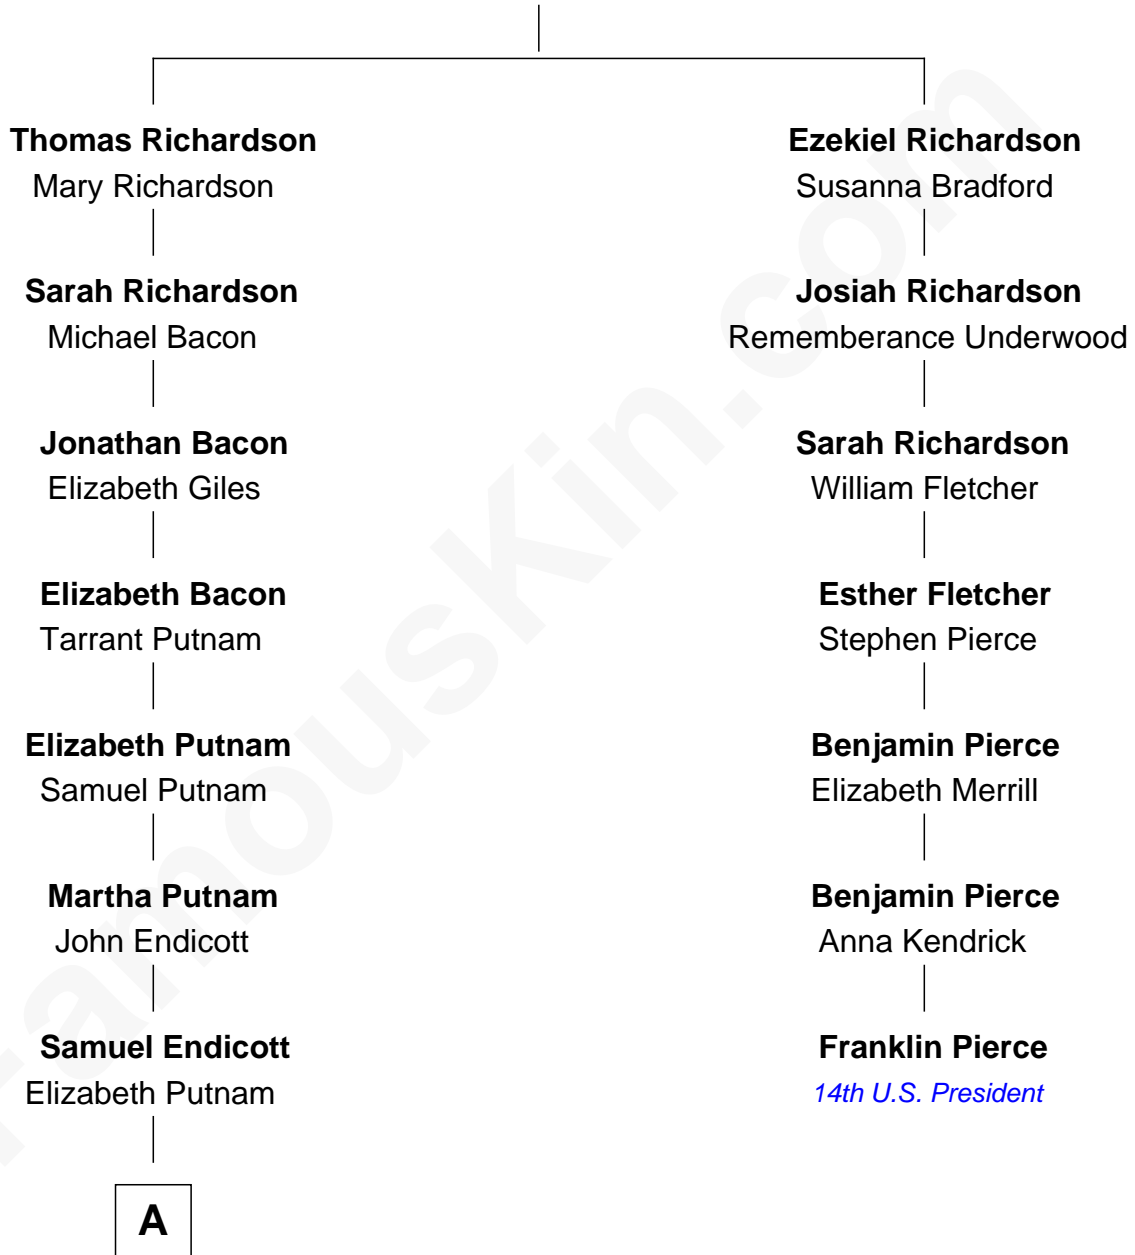 Thomas Richardson
Mary Richardson
Sarah Richardson
Michael Bacon
Jonathan Bacon
Elizabeth Giles
Elizabeth Bacon
Tarrant Putnam
Elizabeth Putnam
Samuel Putnam
Martha Putnam
John Endicott
Samuel Endicott
Elizabeth Putnam
A
Ezekiel Richardson
Susanna Bradford
Josiah Richardson
Rememberance Underwood
Sarah Richardson
William Fletcher
Esther Fletcher
Stephen Pierce
Benjamin Pierce
Elizabeth Merrill
Benjamin Pierce
Anna Kendrick
Franklin Pierce
14th U.S. President
FamousKin.com